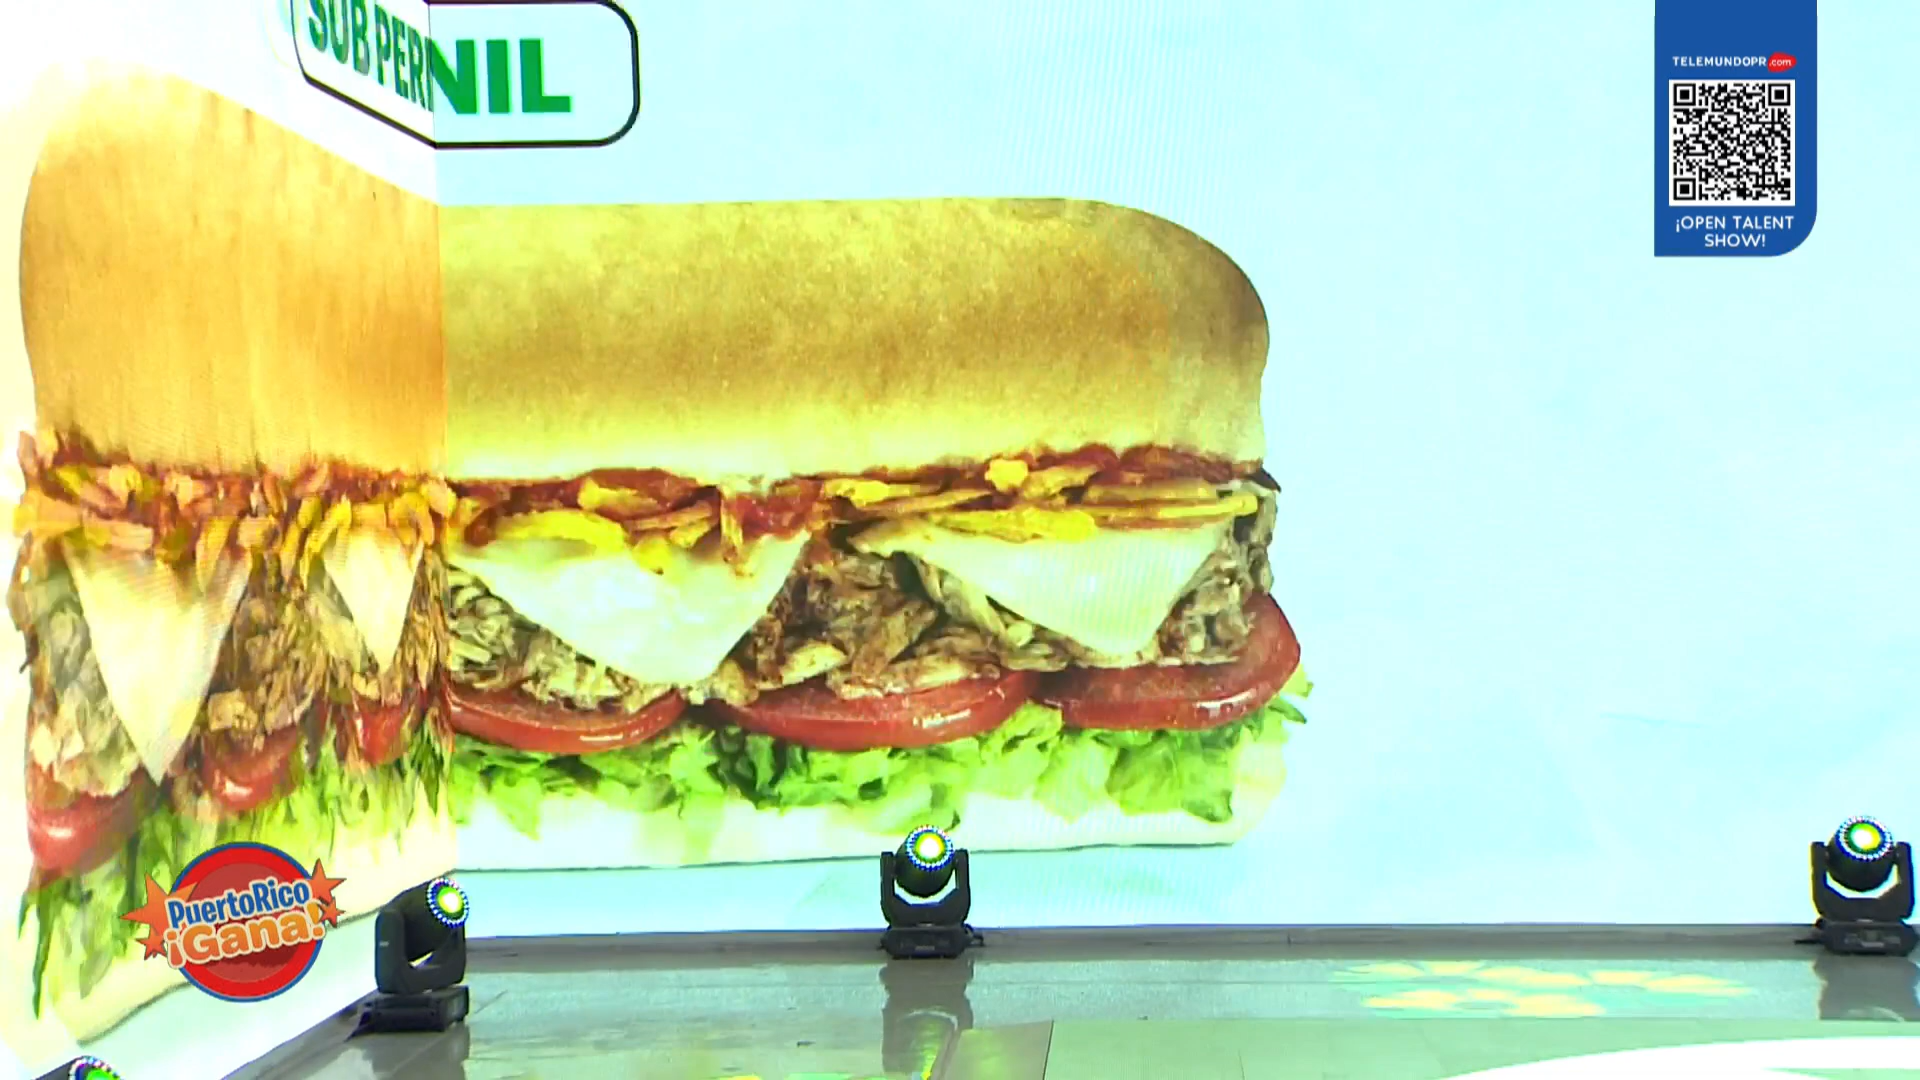 SUB PERNIL
TELEMUNDOPR.com
¡OPEN TALENT
SHOW!
PuertoRico
¡Gana!